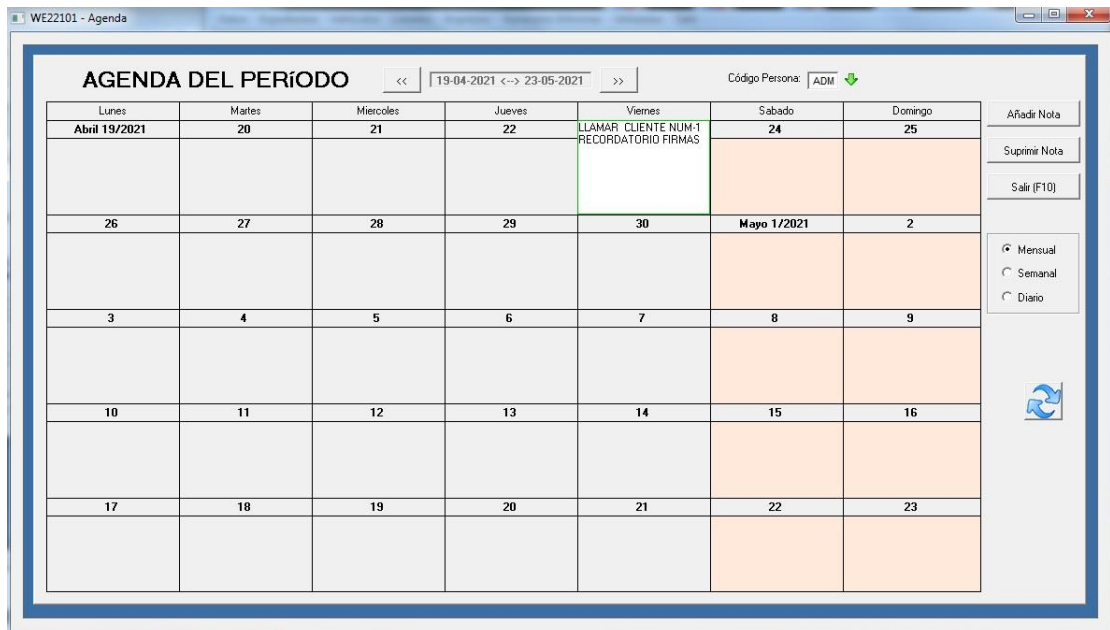 WE22101 - Agenda
AGENDA DEL PERíODO << 19-04-2021 <--> 23-05-2021 >> Código Persona: ADM
Lunes Martes Miercoles Jueves Viernes Sabado Domingo
Abril 19/2021 20 21 22 24 25
LLAMAR CLIENTE NUM-1
RECORDATORIO FIRMAS
26 27 28 29 30 Mayo 1/2021 2
3 4 5 6 7 8 9
10 11 12 13 14 15 16
17 18 19 20 21 22 23
Añadir Nota
Suprimir Nota
Salir (F10)
Mensual
Semanal
Diario